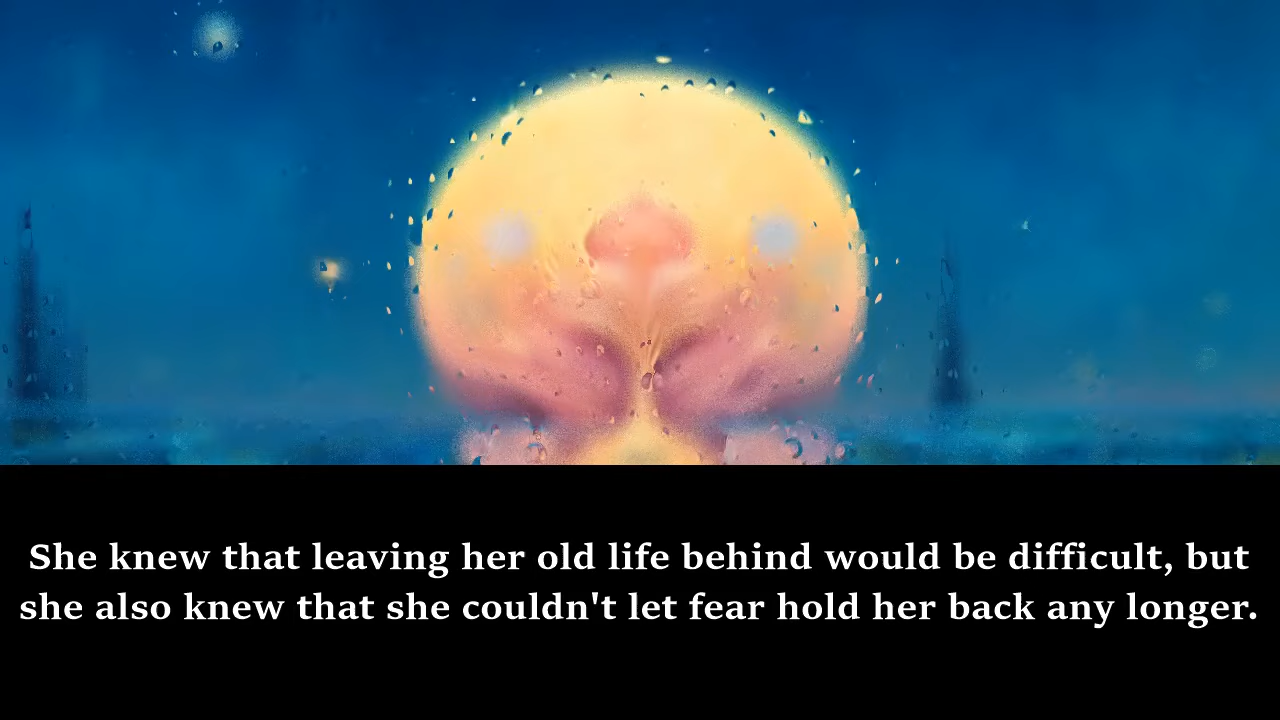 She knew that leaving her old life behind would be difficult, but
she also knew that she couldn't let fear hold her back any longer.